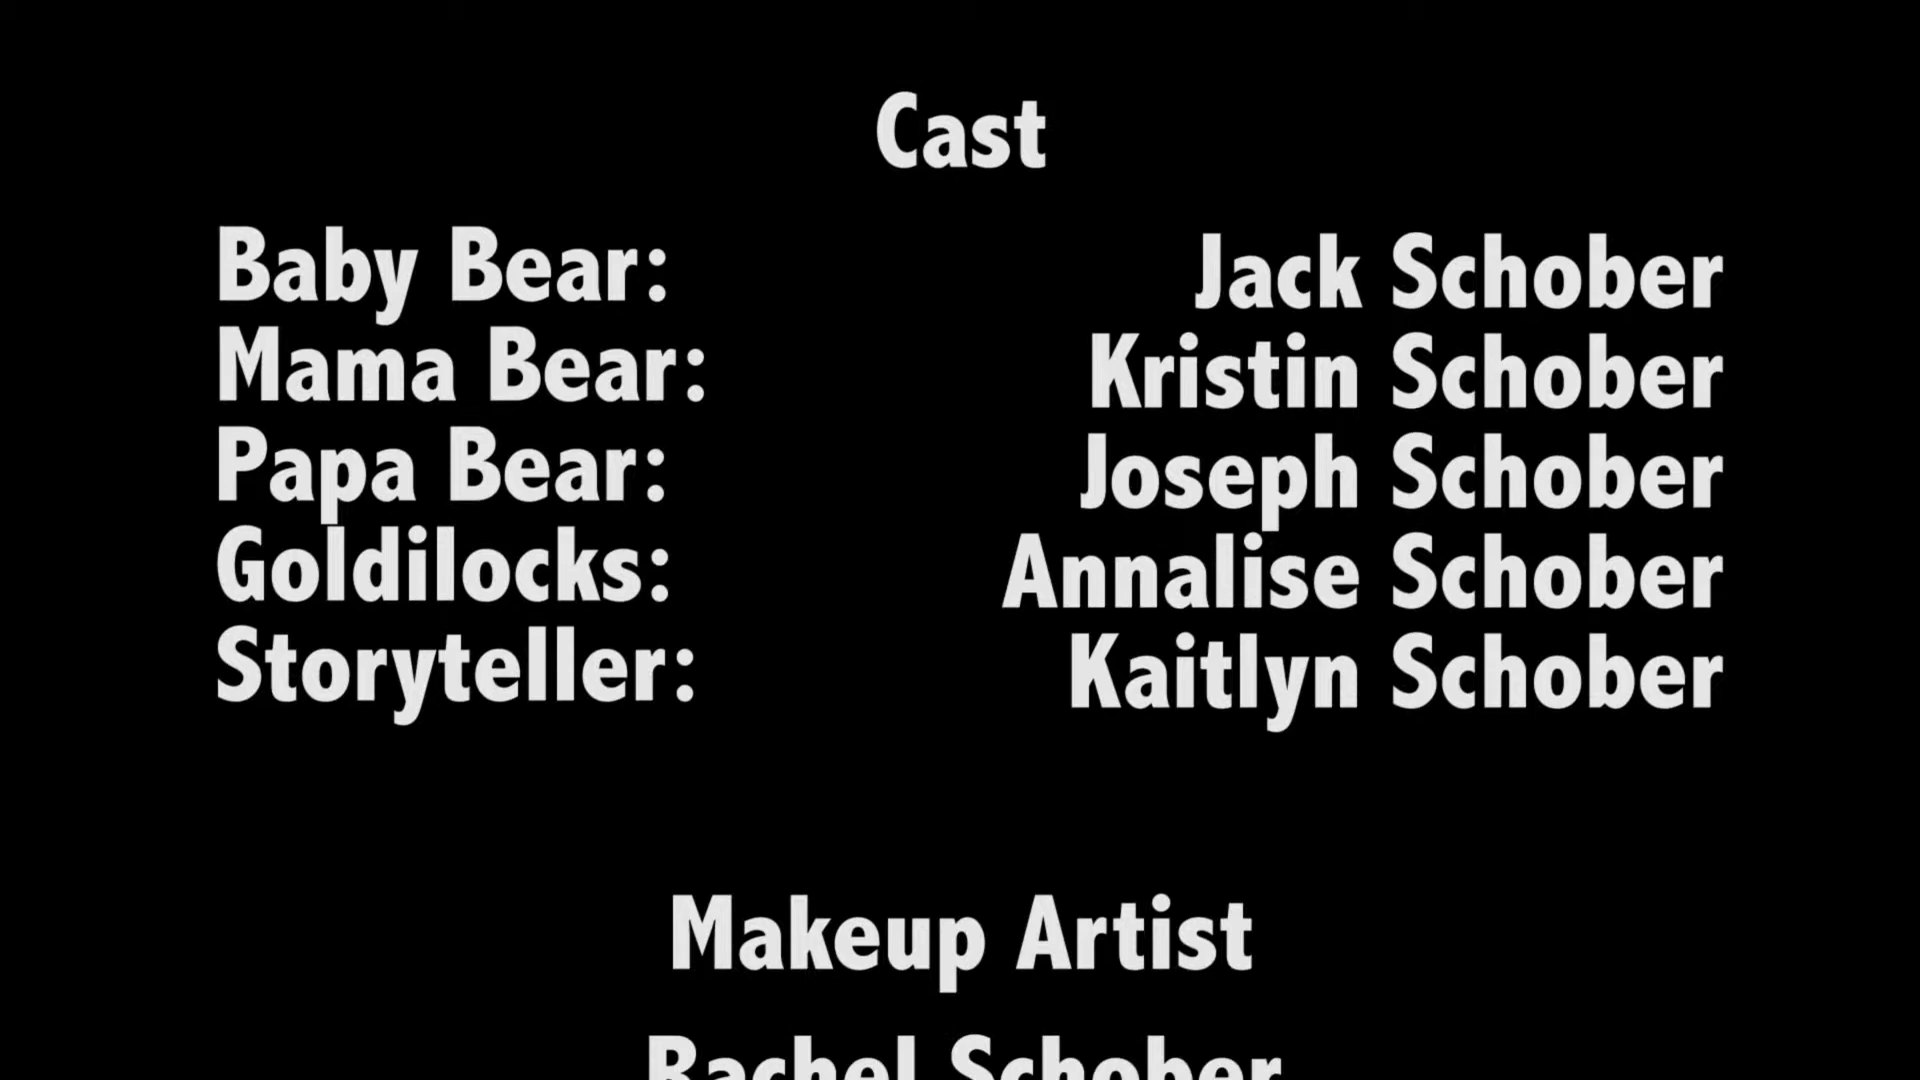 Cast
Baby Bear: Jack Schober
Mama Bear: Kristin Schober
Papa Bear: Joseph Schober
Goldilocks: Annalise Schober
Storyteller: Kaitlyn Schober
Makeup Artist
Rachel Schober